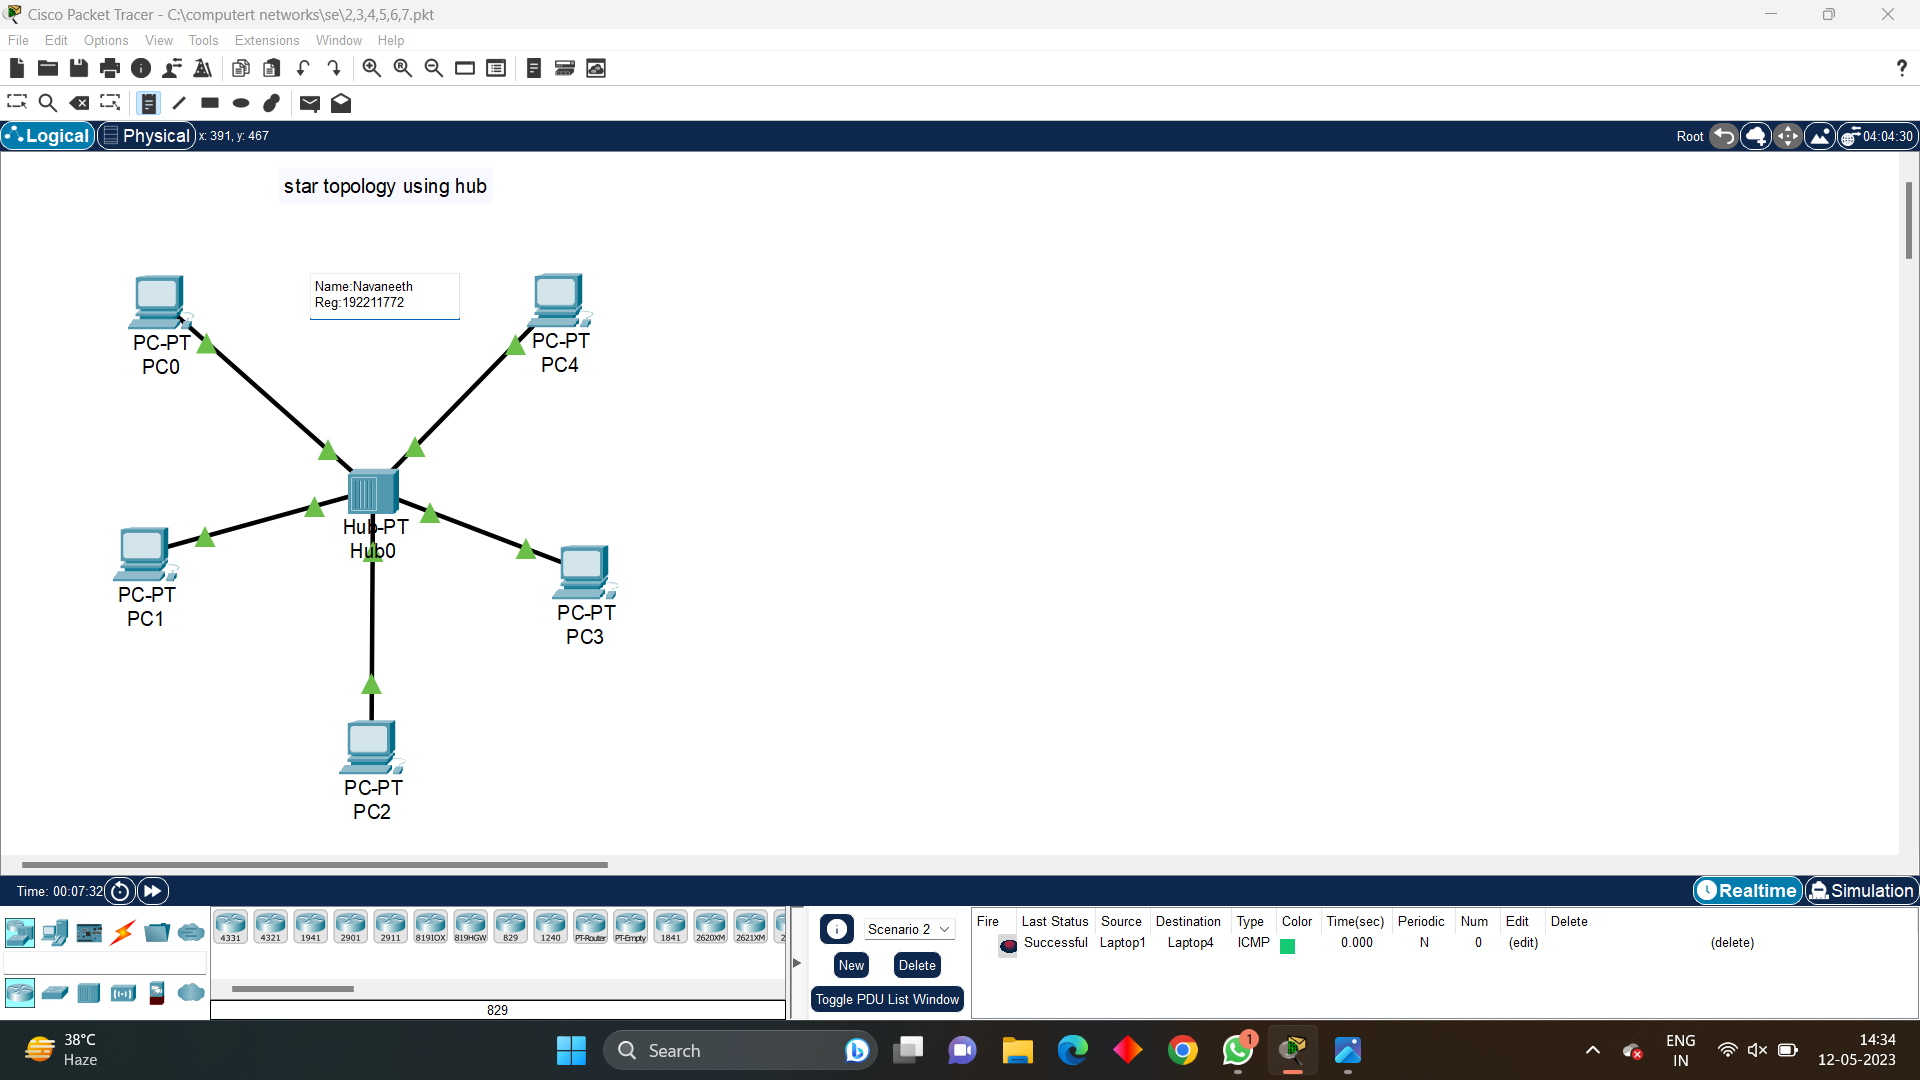 Cisco Packet Tracer - C:\computert networks\se\2,3,4,5,6,7.pkt
File Edit Options View Tools Extensions Window Help
?
Logical Physical x: 391, y: 467 Root 04:04:30
star topology using hub
Name:Navaneeth
Reg:192211772
PC-PT
PC0
PC-PT
PC4
Hub-PT
Hub0
PC-PT
PC1
PC-PT
PC3
PC-PT
PC2
Time: 00:07:32 Realtime Simulation
4331 4321 1941 2901 2911 819IOX 819HGW 829 1240 PT-Router PT-Empty 1841 2620XM 2621XM 2
829
Scenario 2
New Delete
Toggle PDU List Window
Fire Last Status Source Destination Type Color Time(sec) Periodic Num Edit Delete
Successful Laptop1 Laptop4 ICMP 0.000 N 0 (edit) (delete)
38°C
Haze
Search
1
ENG
IN
14:34
12-05-2023